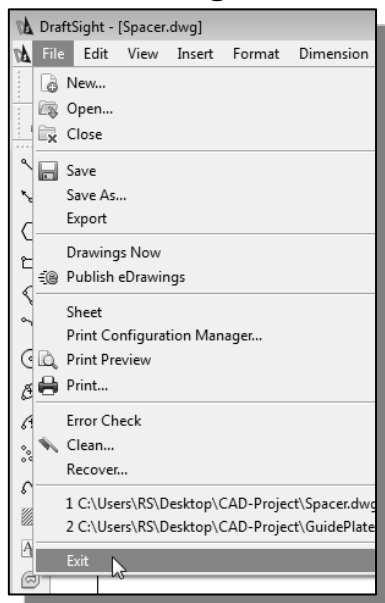 DraftSight - [Spacer.dwg]
File Edit View Insert Format Dimension
New...
Open...
Close
Save
Save As...
Export
Drawings Now
Publish eDrawings
Sheet
Print Configuration Manager...
Print Preview
Print...
Error Check
Clean...
Recover...
1 C:\Users\RS\Desktop\CAD-Project\Spacer.dwg
2 C:\Users\RS\Desktop\CAD-Project\GuidePlate
Exit